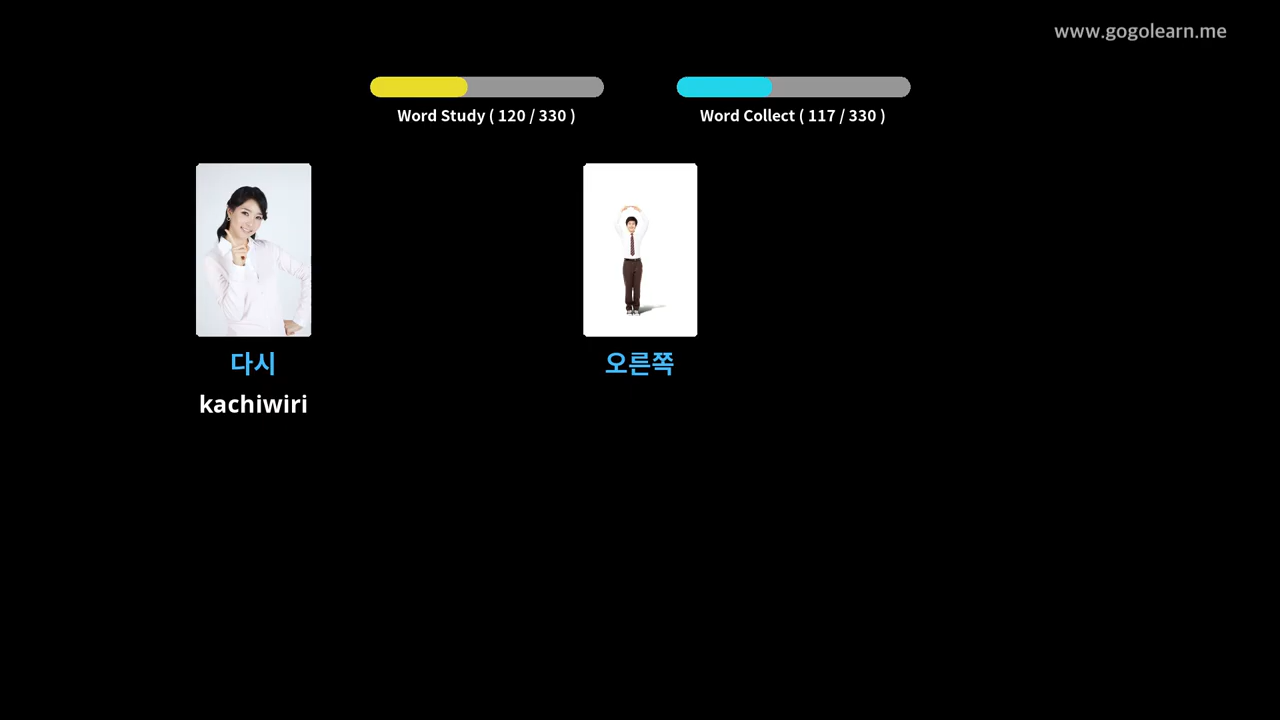 www.gogolearn.me
Word Study ( 120 / 330 )
Word Collect ( 117 / 330 )
다시
오른쪽
kachiwiri